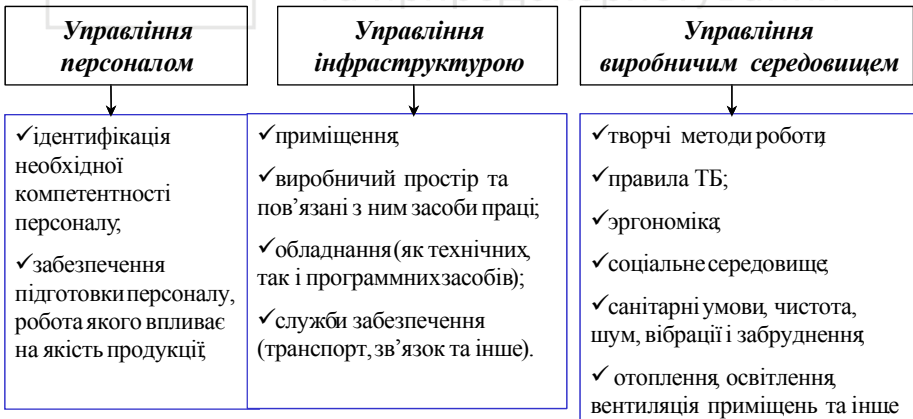 Управління
персоналом
Управління
інфраструктурою
Управління
виробничим середовищем
✓ідентифікація
необхідної
компетентності
персоналу;
✓забезпечення
підготовки персоналу,
робота якого впливає
на якість продукції;
✓приміщення;
✓виробничий простір та
пов’язані з ним засоби праці;
✓обладнання (як технічних,
так і программних засобів);
✓служби забезпечення
(транспорт, зв’язок та інше).
✓творчі методи роботи;
✓правила ТБ;
✓эргономіка;
✓соціальне середовище;
✓санітарні умови, чистота,
шум, вібрації і забруднення;
✓ отоплення, освітлення,
вентиляція приміщень та інше